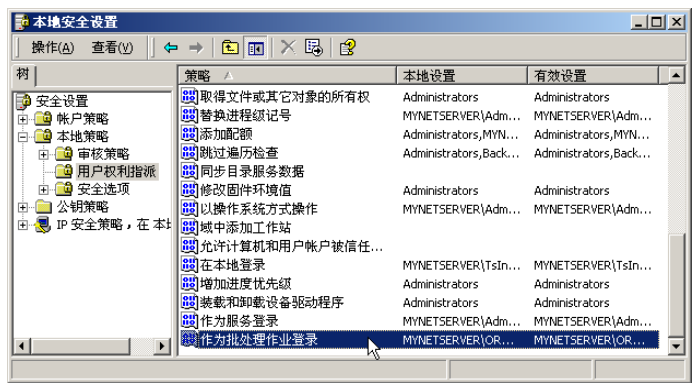 本地安全设置
操作(A) 查看(V)
树
策略 本地设置 有效设置
安全设置
帐户策略
本地策略
审核策略
用户权利指派
安全选项
公钥策略
IP 安全策略，在 本地
取得文件或其它对象的所有权 Administrators Administrators
替换进程级记号 MYNETSERVER\Adm... MYNETSERVER\Adm...
添加配额 Administrators,MYN... Administrators,MYN...
跳过遍历检查 Administrators,Back... Administrators,Back...
同步目录服务数据
修改固件环境值 Administrators Administrators
以操作系统方式操作 MYNETSERVER\Adm... MYNETSERVER\Adm...
域中添加工作站
允许计算机和用户帐户被信任...
在本地登录 MYNETSERVER\TsIn... MYNETSERVER\TsIn...
增加进度优先级 Administrators Administrators
装载和卸载设备驱动程序 Administrators Administrators
作为服务登录 MYNETSERVER\Adm... MYNETSERVER\Adm...
作为批处理作业登录 MYNETSERVER\OR... MYNETSERVER\OR...